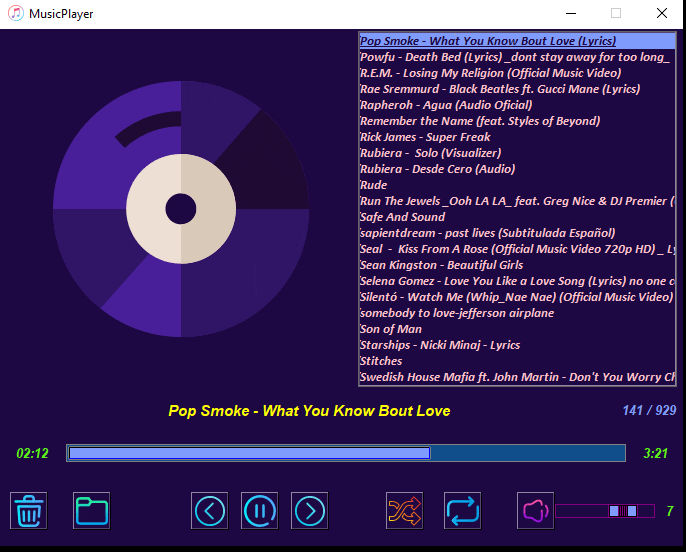 MusicPlayer
Pop Smoke - What You Know Bout Love (Lyrics)
Powfu - Death Bed (Lyrics) _dont stay away for too long_
R.E.M. - Losing My Religion (Official Music Video)
Rae Sremmurd - Black Beatles ft. Gucci Mane (Lyrics)
Rapheroh - Agua (Audio Oficial)
Remember the Name (feat. Styles of Beyond)
Rick James - Super Freak
Rubiera -  Solo (Visualizer)
Rubiera - Desde Cero (Audio)
Rude
Run The Jewels _Ooh LA LA_ feat. Greg Nice & DJ Premier (
Safe And Sound
sapientdream - past lives (Subtitulada Español)
Seal  -  Kiss From A Rose (Official Music Video 720p HD) _ Ly
Sean Kingston - Beautiful Girls
Selena Gomez - Love You Like a Love Song (Lyrics) no one c
Silentó - Watch Me (Whip_Nae Nae) (Official Music Video)
somebody to love-jefferson airplane
Son of Man
Starships - Nicki Minaj - Lyrics
Stitches
Swedish House Mafia ft. John Martin - Don't You Worry Ch
Pop Smoke - What You Know Bout Love
141 / 929
02:12
3:21
7